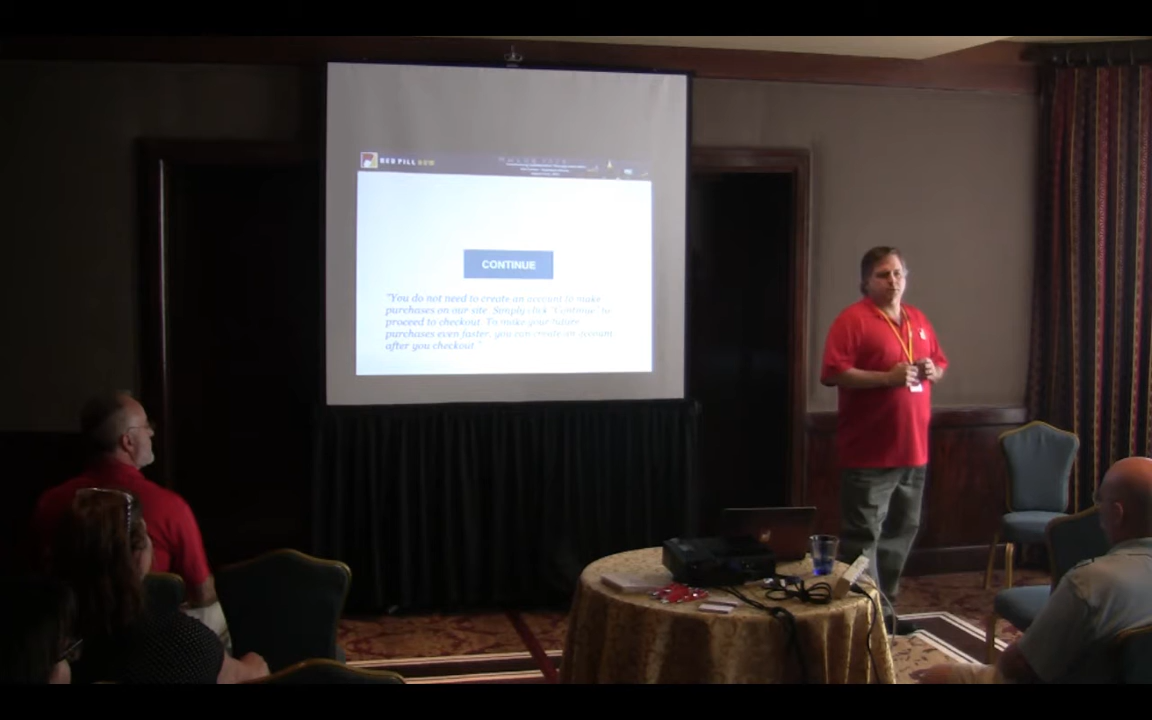 RED PILL NOW
CONTINUE
"You do not need to create an account to make
purchases on our site. Simply click "Continue" to
proceed to checkout. To make your future
purchases even faster, you can create an account
after you checkout."